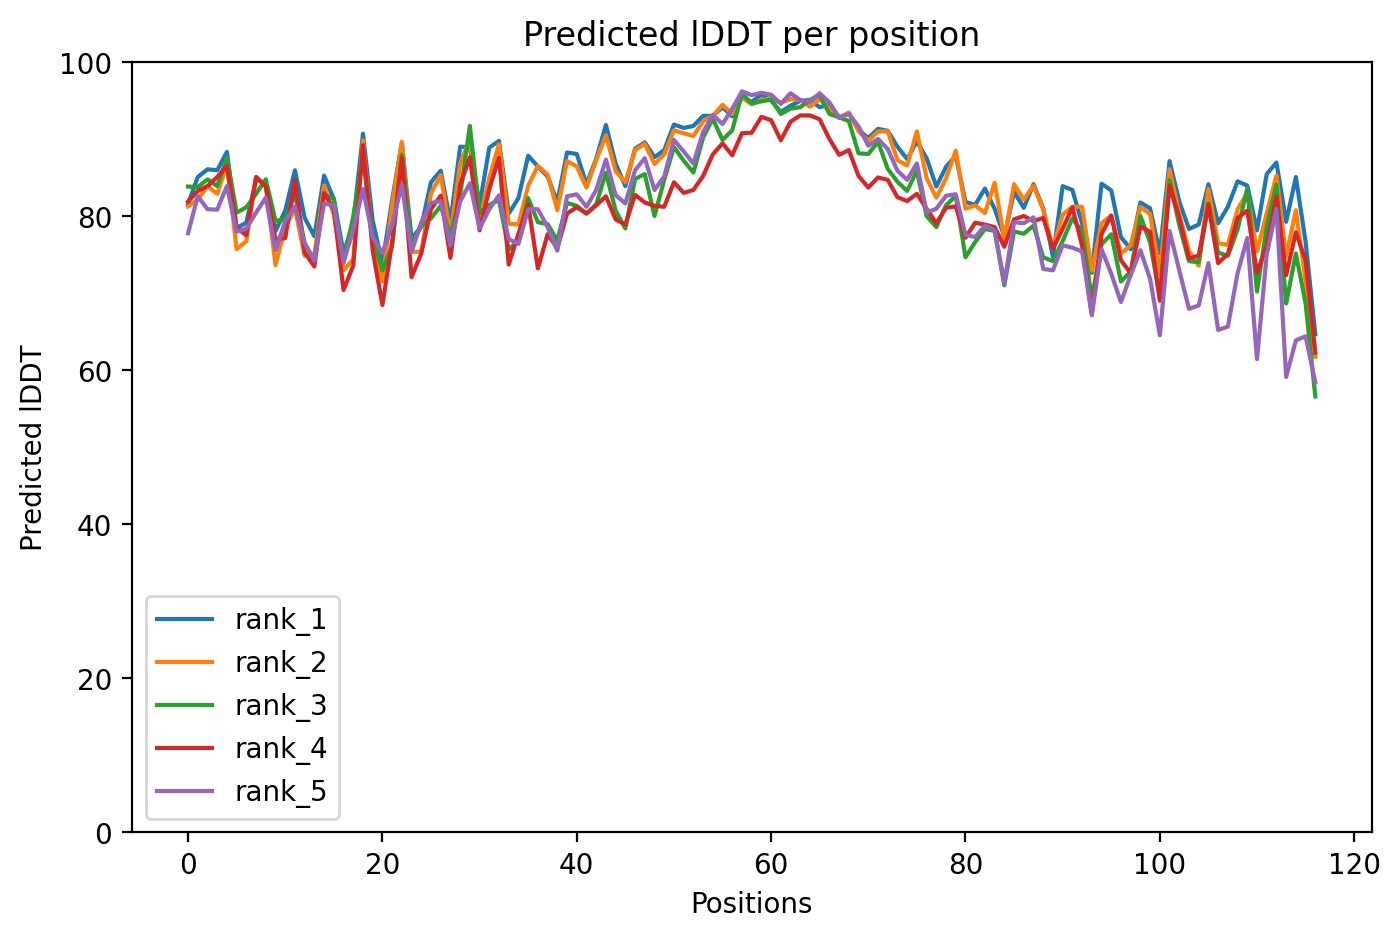 Predicted lDDT per position
100
80
60
40
20
0
Predicted lDDT
rank_1
rank_2
rank_3
rank_4
rank_5
0 20 40 60 80 100 120
Positions